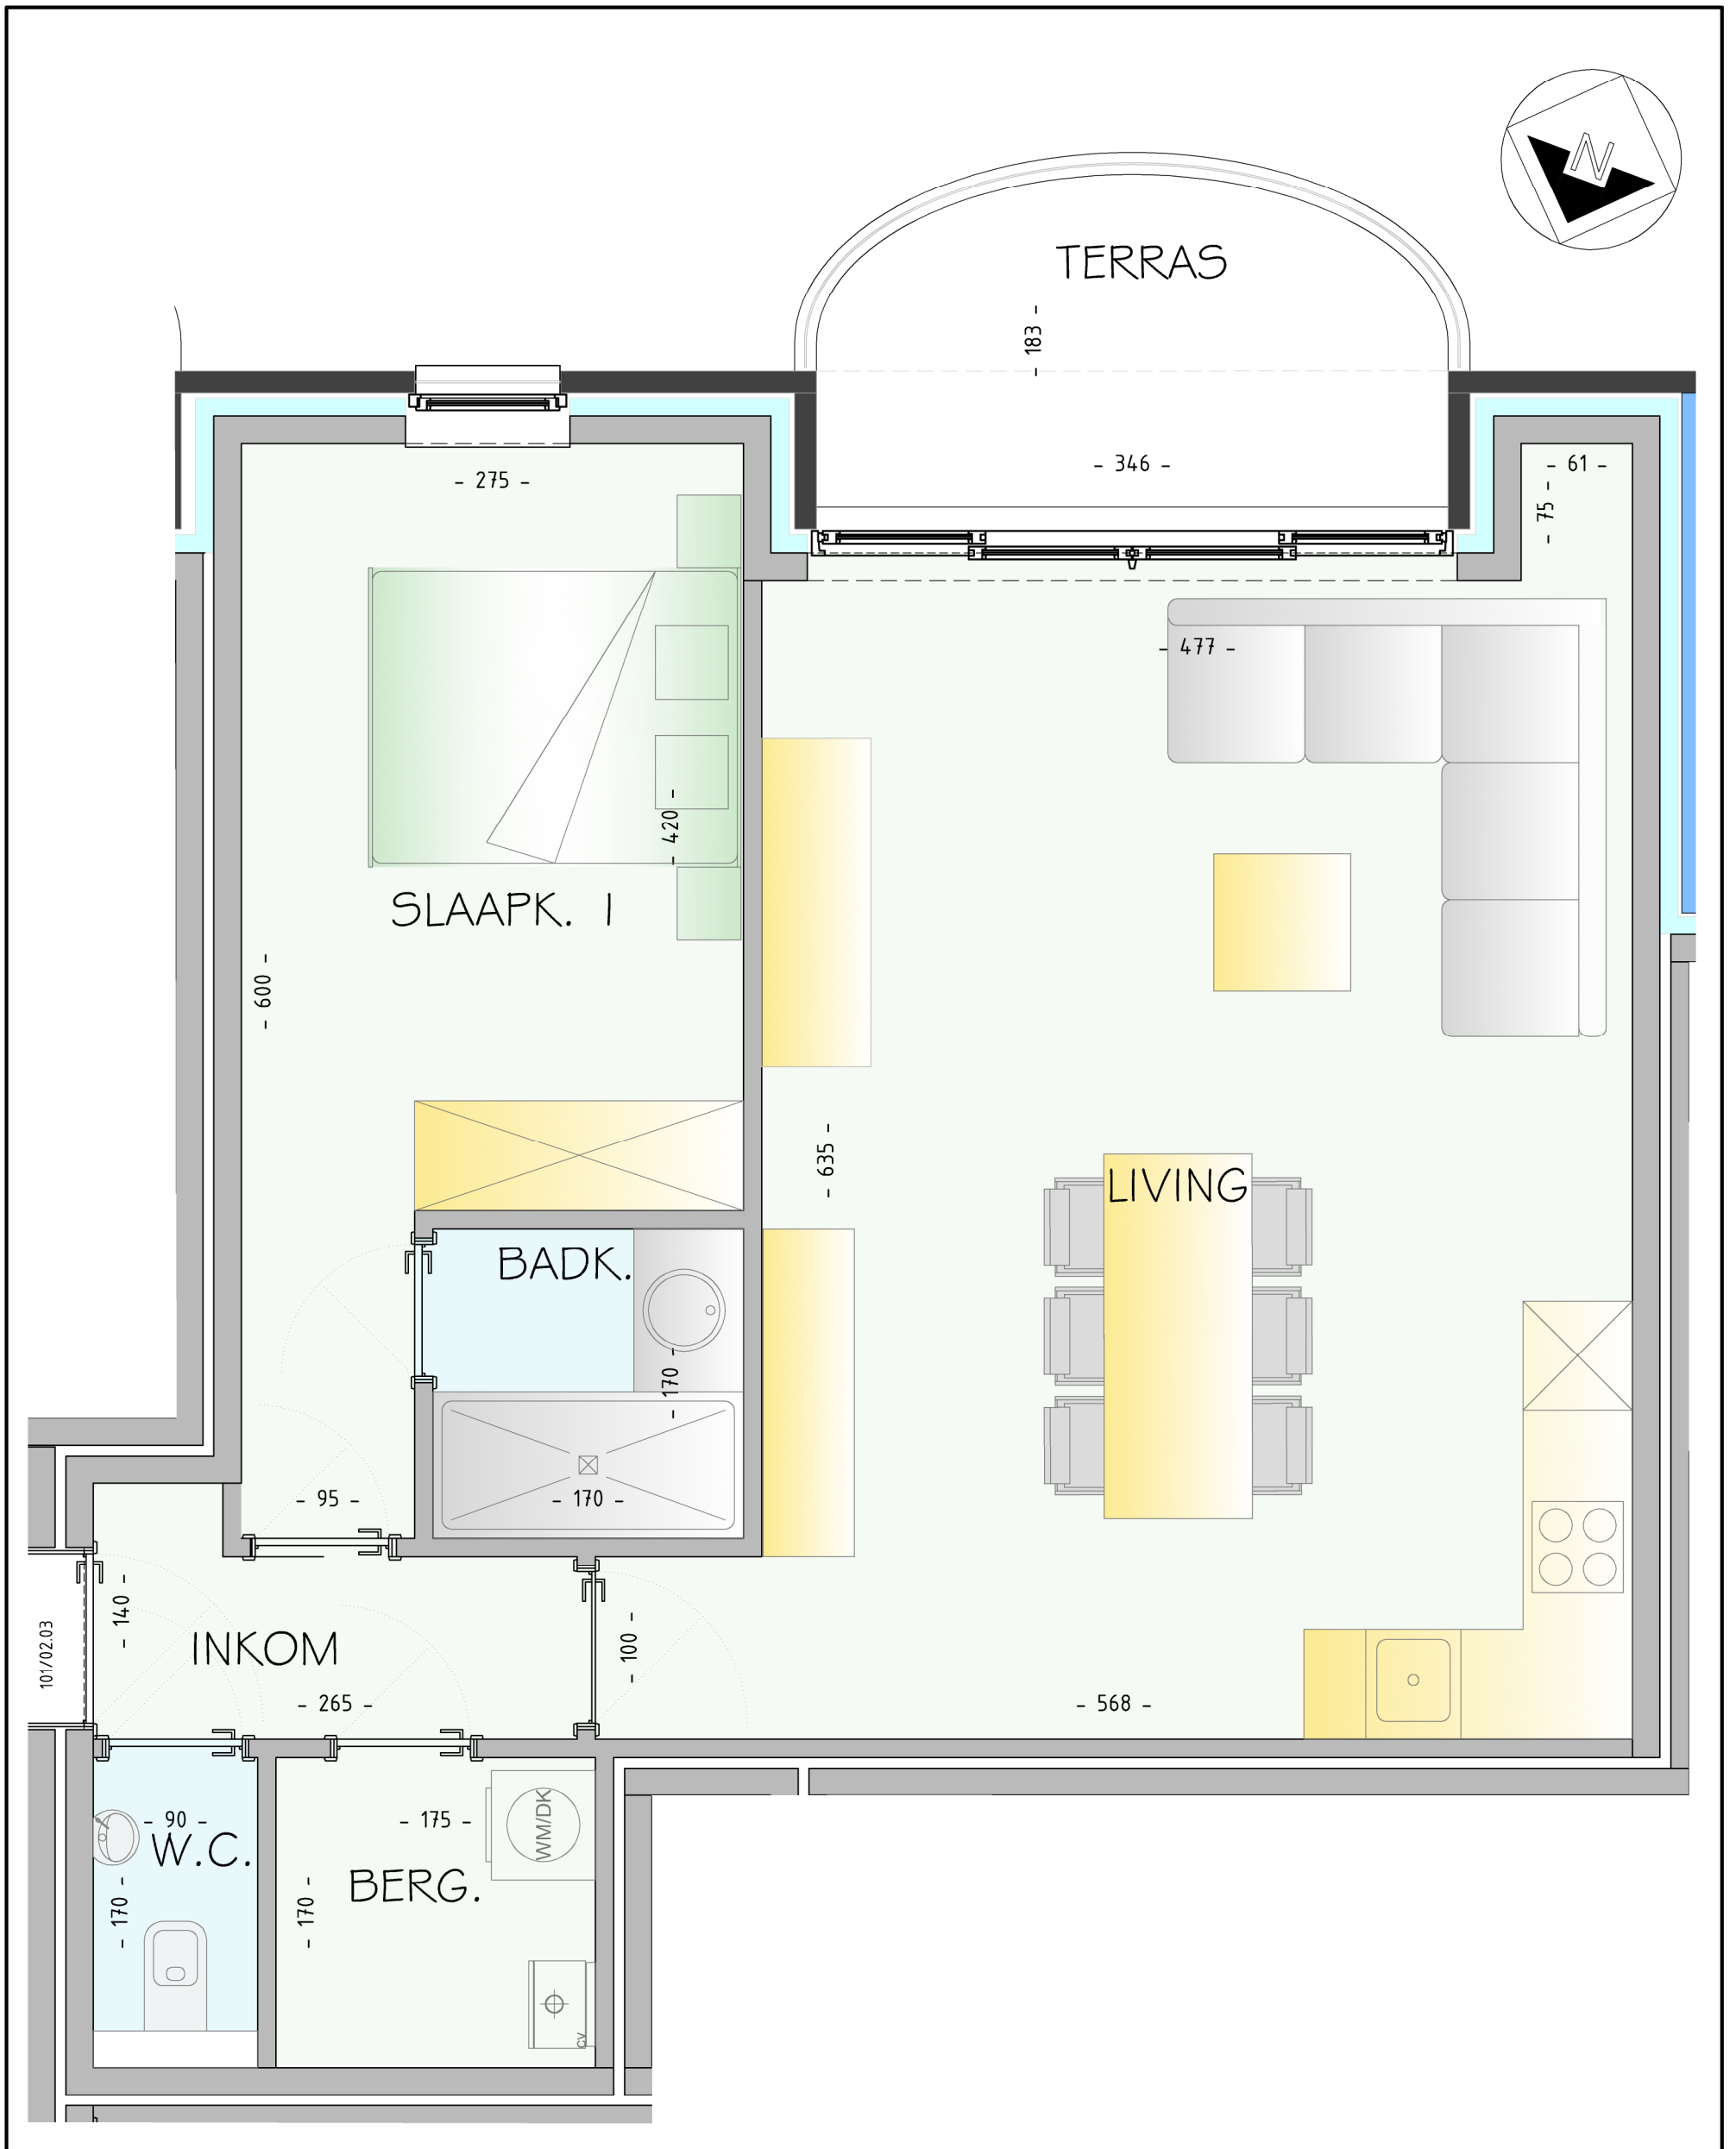 N
TERRAS
- 183 -
- 275 -
- 346 -
- 61 -
- 75 -
- 477 -
- 420 -
SLAAPK. 1
- 600 -
- 635 -
LIVING
BADK.
- 170 -
- 95 -
- 170 -
- 140 -
INKOM
- 100 -
101/02.03
- 265 -
- 568 -
- 90 -
W.C.
- 175 -
WM/DK
BERG.
- 170 -
- 170 -
CV